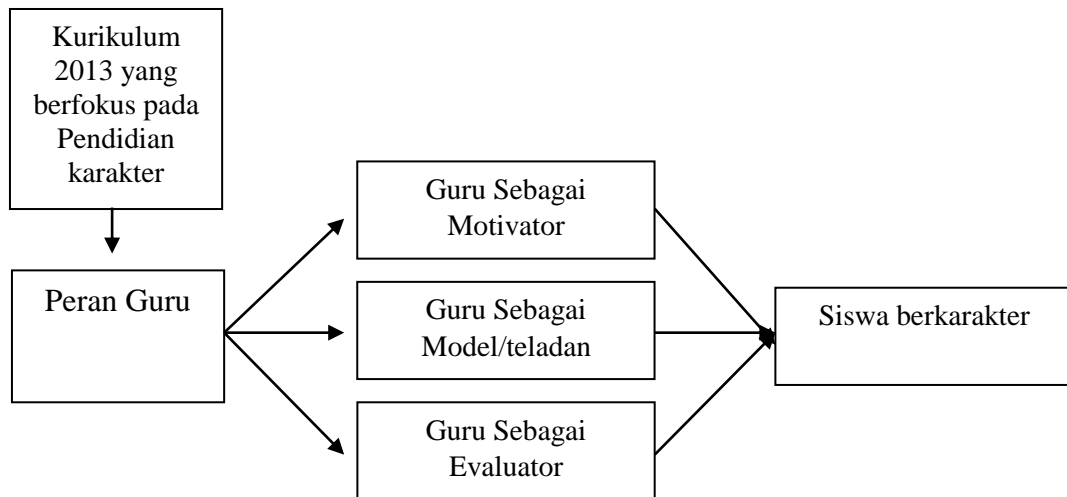 Kurikulum
2013 yang
berfokus pada
Pendidian
karakter
Peran Guru
Guru Sebagai
Motivator
Guru Sebagai
Model/teladan
Guru Sebagai
Evaluator
Siswa berkarakter